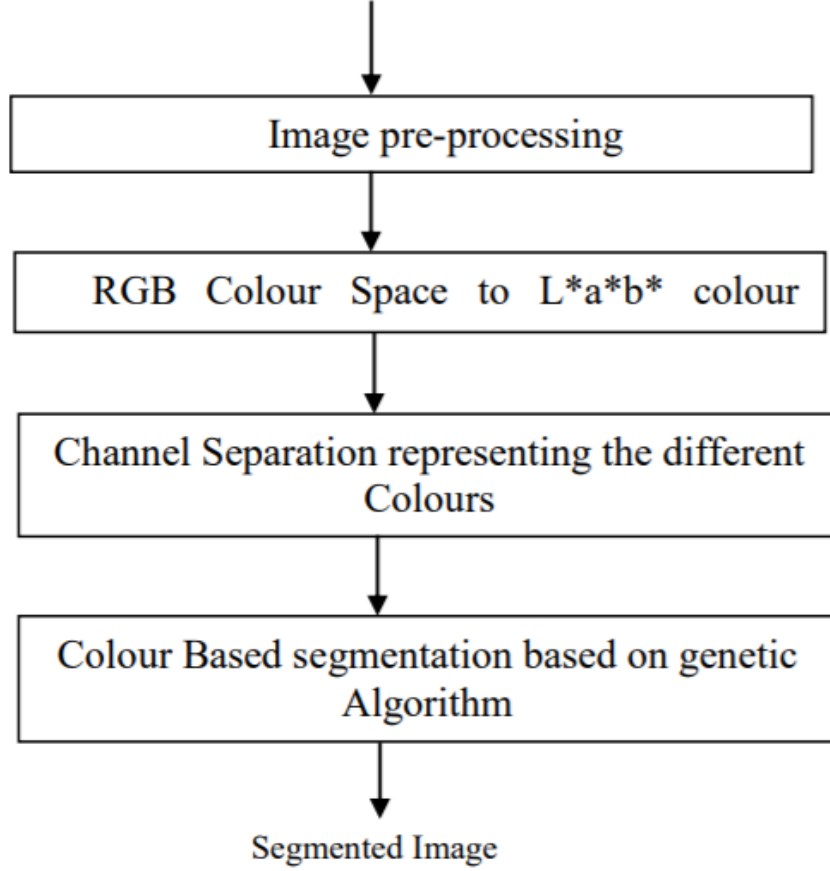 Image pre-processing
RGB Colour Space to L*a*b* colour
Channel Separation representing the different
Colours
Colour Based segmentation based on genetic
Algorithm
Segmented Image